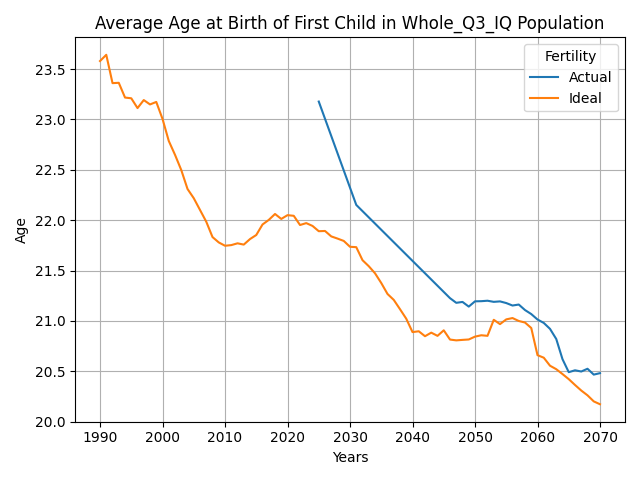 Average Age at Birth of First Child in Whole_Q3_IQ Population
Fertility
Actual
Ideal
Age
23.5
23.0
22.5
22.0
21.5
21.0
20.5
20.0
1990 2000 2010 2020 2030 2040 2050 2060 2070
Years